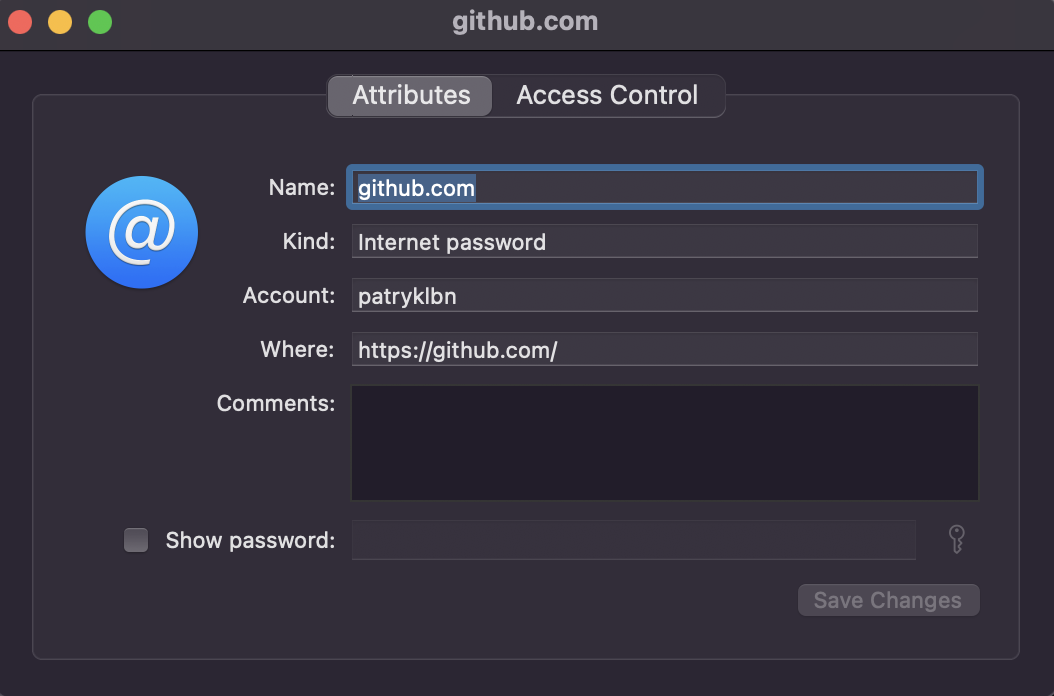 github.com
Attributes Access Control
@
Name: github.com
Kind: Internet password
Account: patryklbn
Where: https://github.com/
Comments:
Show password:
Save Changes